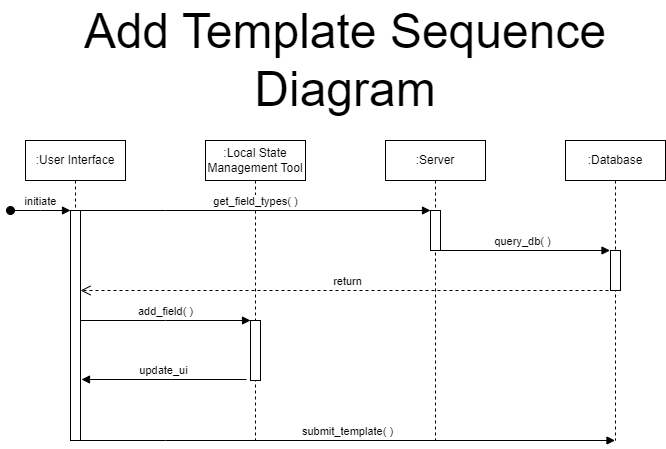 Add Template Sequence
Diagram
:User Interface
:Local State
Management Tool
:Server
:Database
initiate
get_field_types( )
query_db( )
return
add_field( )
update_ui
submit_template( )